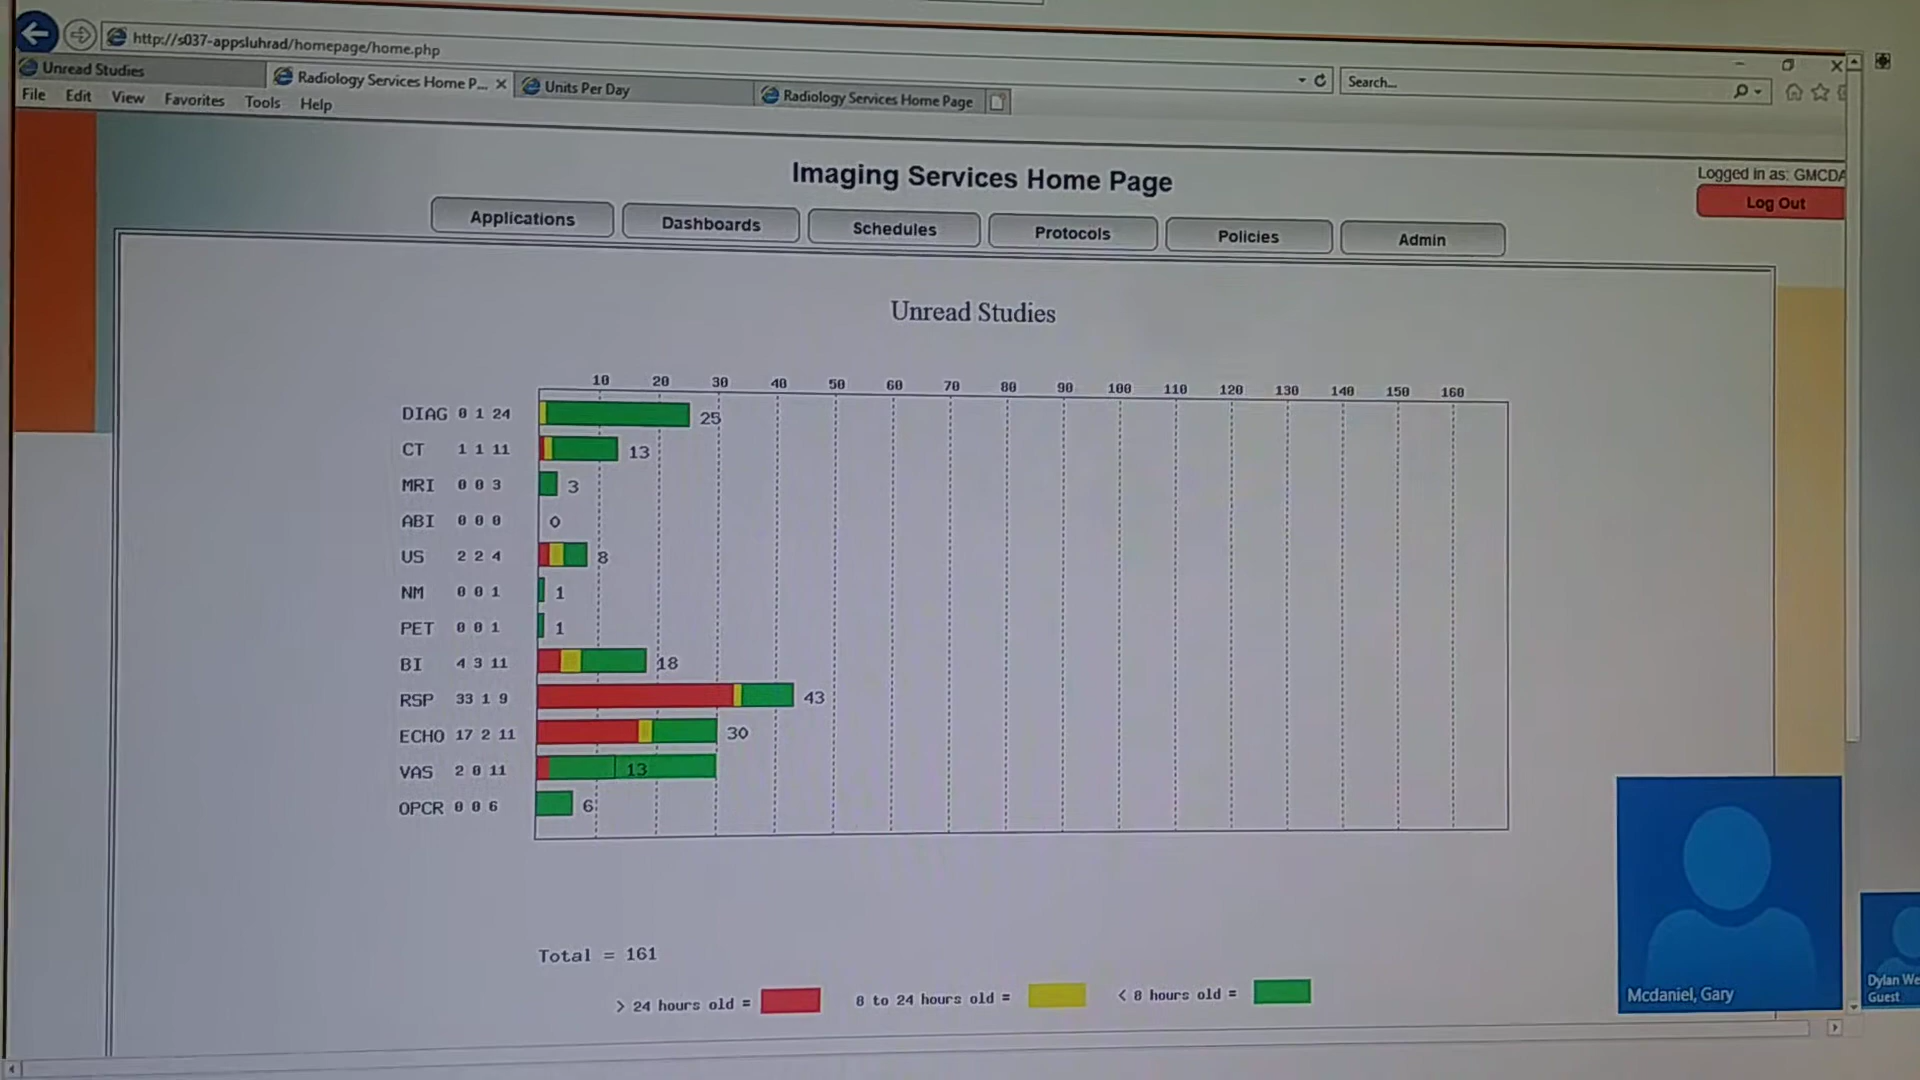 http://s037-appsluhrad/homepage/home.php
Search...
Unread Studies
Radiology Services Home P...
Units Per Day
Radiology Services Home Page
File Edit View Favorites Tools Help
Imaging Services Home Page
Logged in as: GMCDA
Log Out
Applications Dashboards Schedules Protocols Policies Admin
Unread Studies
10 20 30 40 50 60 70 80 90 100 110 120 130 140 150 160
DIAG 0 1 24 25
CT 1 1 11 13
MRI 0 0 3 3
ABI 0 0 0 0
US 2 2 4 8
NM 0 0 1 1
PET 0 0 1 1
BI 4 3 11 18
RSP 33 1 9 43
ECHO 17 2 11 30
VAS 2 0 11 13
OPCR 0 0 6 6
Total = 161
> 24 hours old = 8 to 24 hours old = < 8 hours old =
Mcdaniel, Gary
Dylan We
Guest